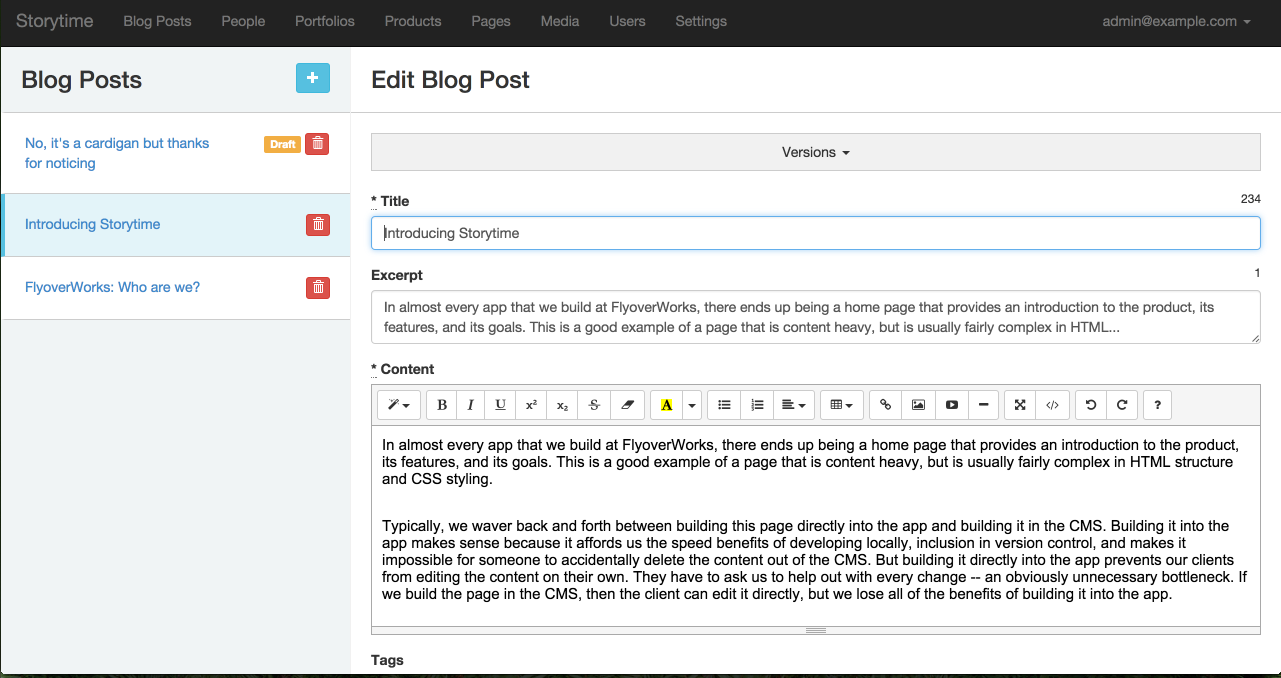 Storytime Blog Posts People Portfolios Products Pages Media Users Settings admin@example.com
Blog Posts
+
Edit Blog Post
No, it's a cardigan but thanks
for noticing
Draft
Introducing Storytime
FlyoverWorks: Who are we?
Versions
* Title
234
Introducing Storytime
Excerpt
1
In almost every app that we build at FlyoverWorks, there ends up being a home page that provides an introduction to the product, its
features, and its goals. This is a good example of a page that is content heavy, but is usually fairly complex in HTML...
* Content
B I U x² x₂ S A </> ?
In almost every app that we build at FlyoverWorks, there ends up being a home page that provides an introduction to the product,
its features, and its goals. This is a good example of a page that is content heavy, but is usually fairly complex in HTML structure
and CSS styling.
Typically, we waver back and forth between building this page directly into the app and building it in the CMS. Building it into the
app makes sense because it affords us the speed benefits of developing locally, inclusion in version control, and makes it
impossible for someone to accidentally delete the content out of the CMS. But building it directly into the app prevents our clients
from editing the content on their own. They have to ask us to help out with every change -- an obviously unnecessary bottleneck. If
we build the page in the CMS, then the client can edit it directly, but we lose all of the benefits of building it into the app.
Tags